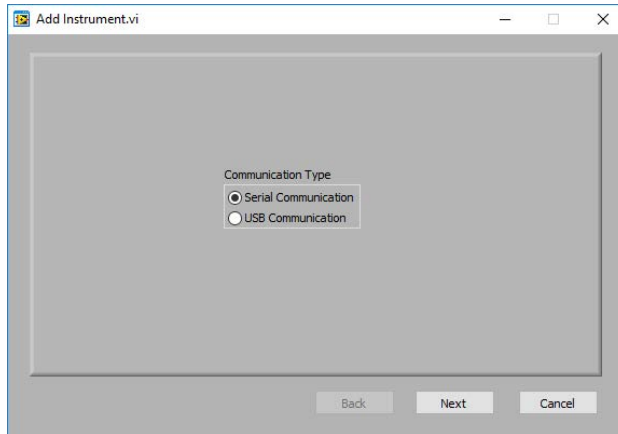 Add Instrument.vi
Communication Type
Serial Communication
USB Communication
Back Next Cancel